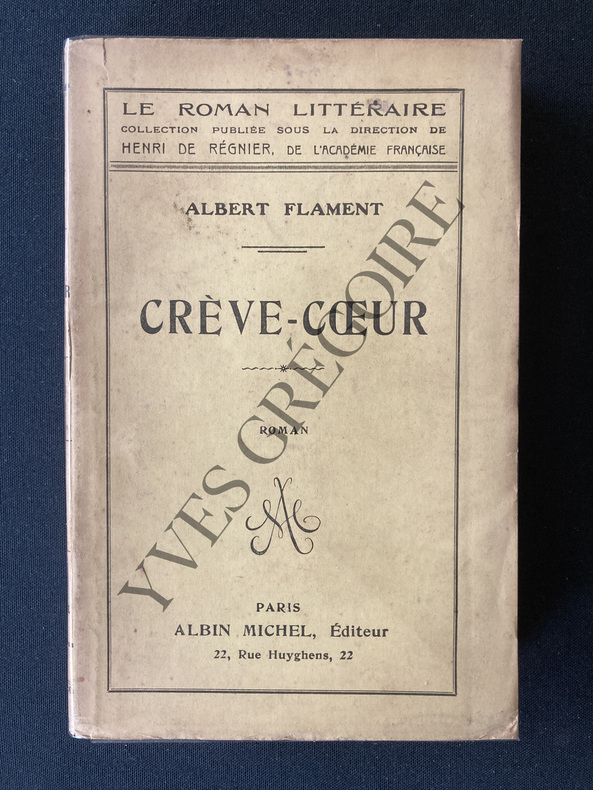 LE ROMAN LITTÉRAIRE
COLLECTION PUBLIÉE SOUS LA DIRECTION DE
HENRI DE RÉGNIER, DE L'ACADÉMIE FRANÇAISE
ALBERT FLAMENT
CRÈVE-CŒUR
ROMAN
PARIS
ALBIN MICHEL, Éditeur
22, Rue Huyghens, 22
YVES GRÉGOIRE